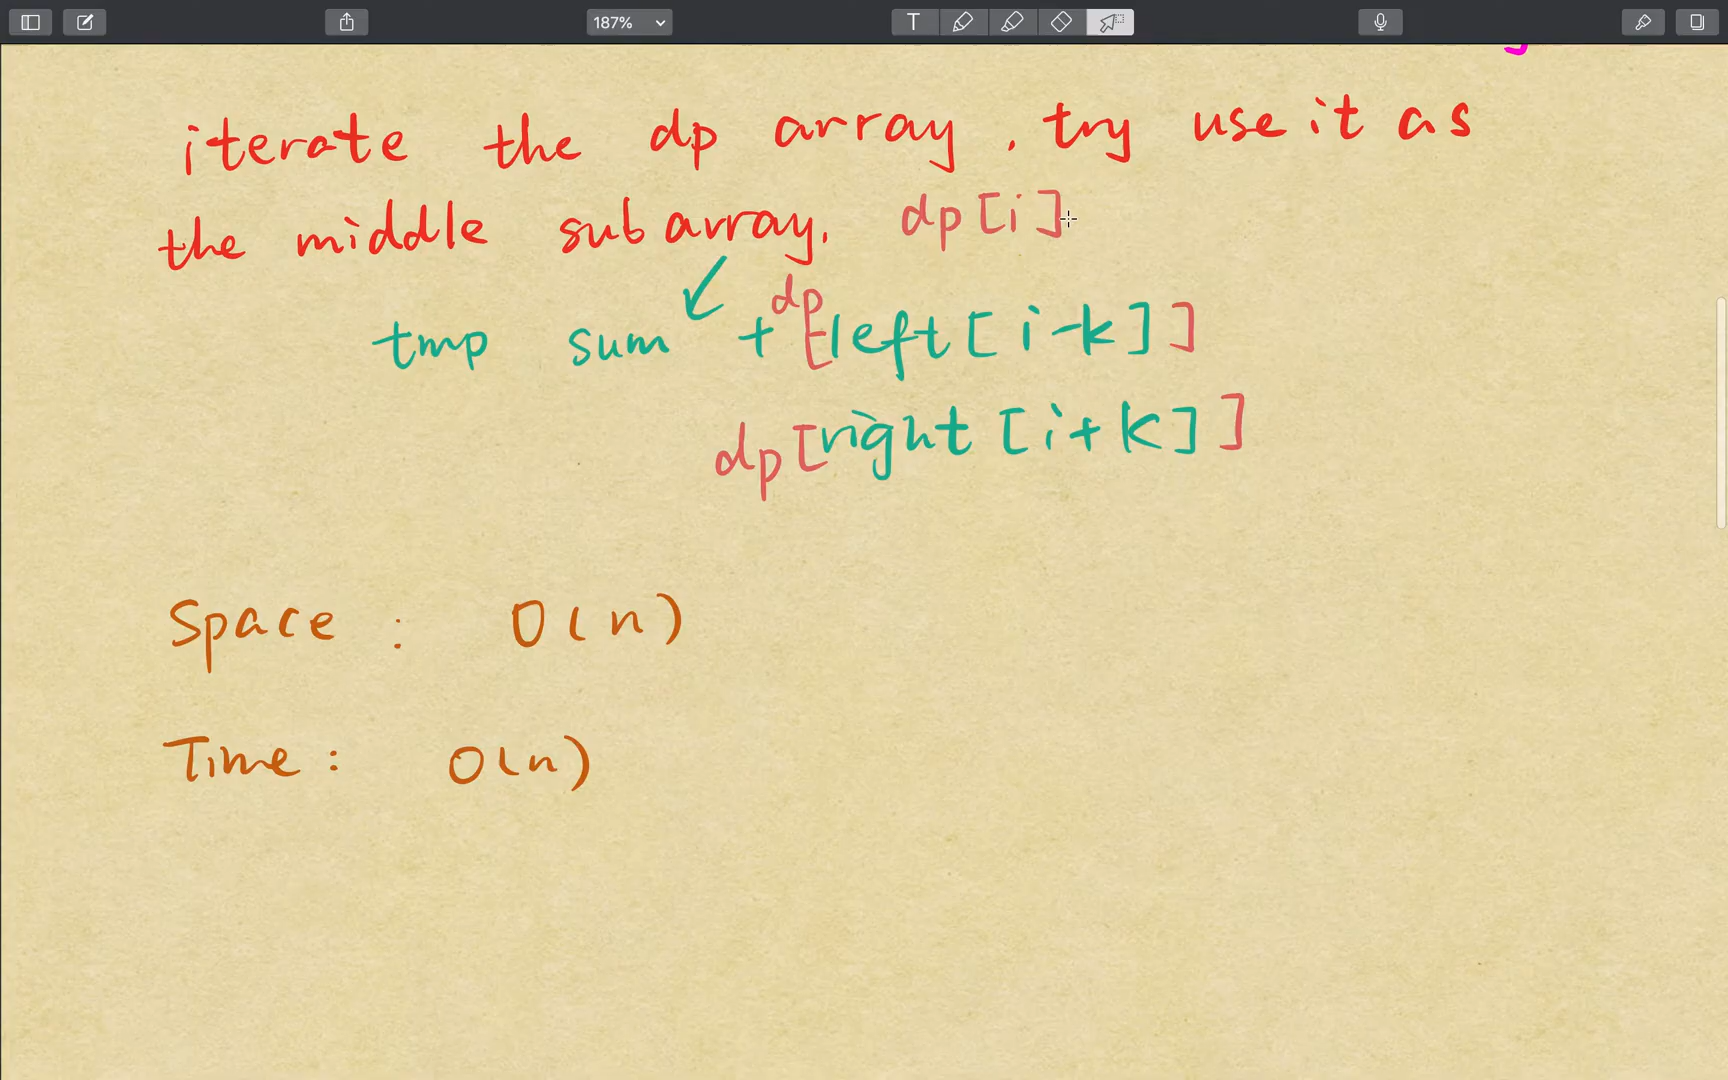 187%
T
iterate the dp array, try use it as
the middle subarray. dp[i]
tmp sum + dp[left[i-k]]
dp[right[i+k]]
Space : O(n)
Time : O(n)